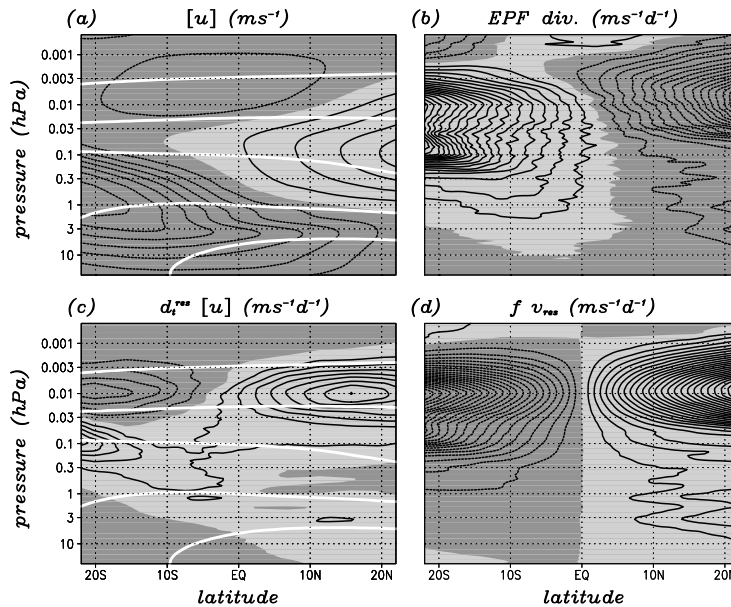 (a) [u] (ms⁻¹)
(b) EPF div. (ms⁻¹d⁻¹)
0.001
0.003
0.01
0.03
0.1
0.3
1
3
10
pressure (hPa)
(c) dₜʳᵉˢ [u] (ms⁻¹d⁻¹)
(d) f vᵣₑₛ (ms⁻¹d⁻¹)
0.001
0.003
0.01
0.03
0.1
0.3
1
3
10
pressure (hPa)
20S 10S EQ 10N 20N
20S 10S EQ 10N 20N
latitude
latitude